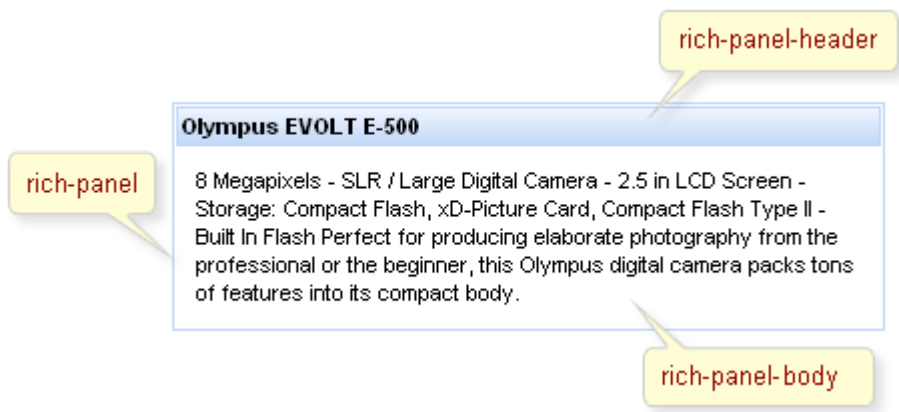 rich-panel-header
Olympus EVOLT E-500
rich-panel
8 Megapixels - SLR / Large Digital Camera - 2.5 in LCD Screen -
Storage: Compact Flash, xD-Picture Card, Compact Flash Type II -
Built In Flash Perfect for producing elaborate photography from the
professional or the beginner, this Olympus digital camera packs tons
of features into its compact body.
rich-panel-body